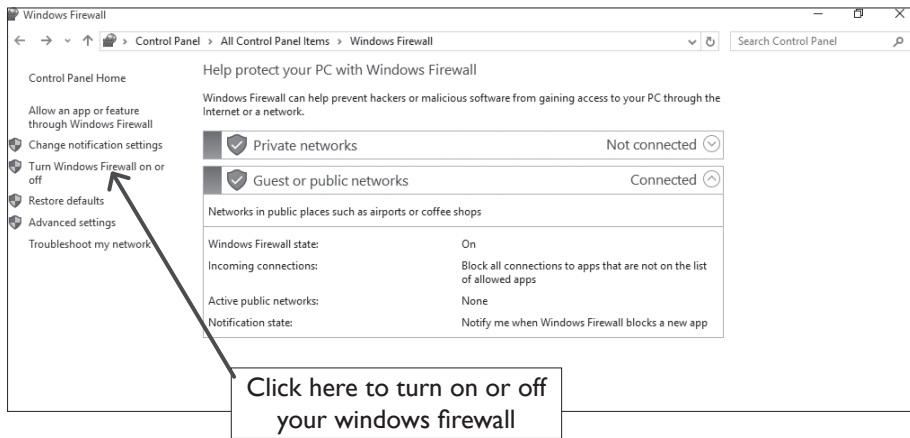 Windows Firewall
Control Panel > All Control Panel Items > Windows Firewall
Search Control Panel
Control Panel Home
Allow an app or feature
through Windows Firewall
Change notification settings
Turn Windows Firewall on or
off
Restore defaults
Advanced settings
Troubleshoot my network
Help protect your PC with Windows Firewall
Windows Firewall can help prevent hackers or malicious software from gaining access to your PC through the
Internet or a network.
Private networks Not connected
Guest or public networks Connected
Networks in public places such as airports or coffee shops
Windows Firewall state: On
Incoming connections: Block all connections to apps that are not on the list
of allowed apps
Active public networks: None
Notification state: Notify me when Windows Firewall blocks a new app
Click here to turn on or off
your windows firewall